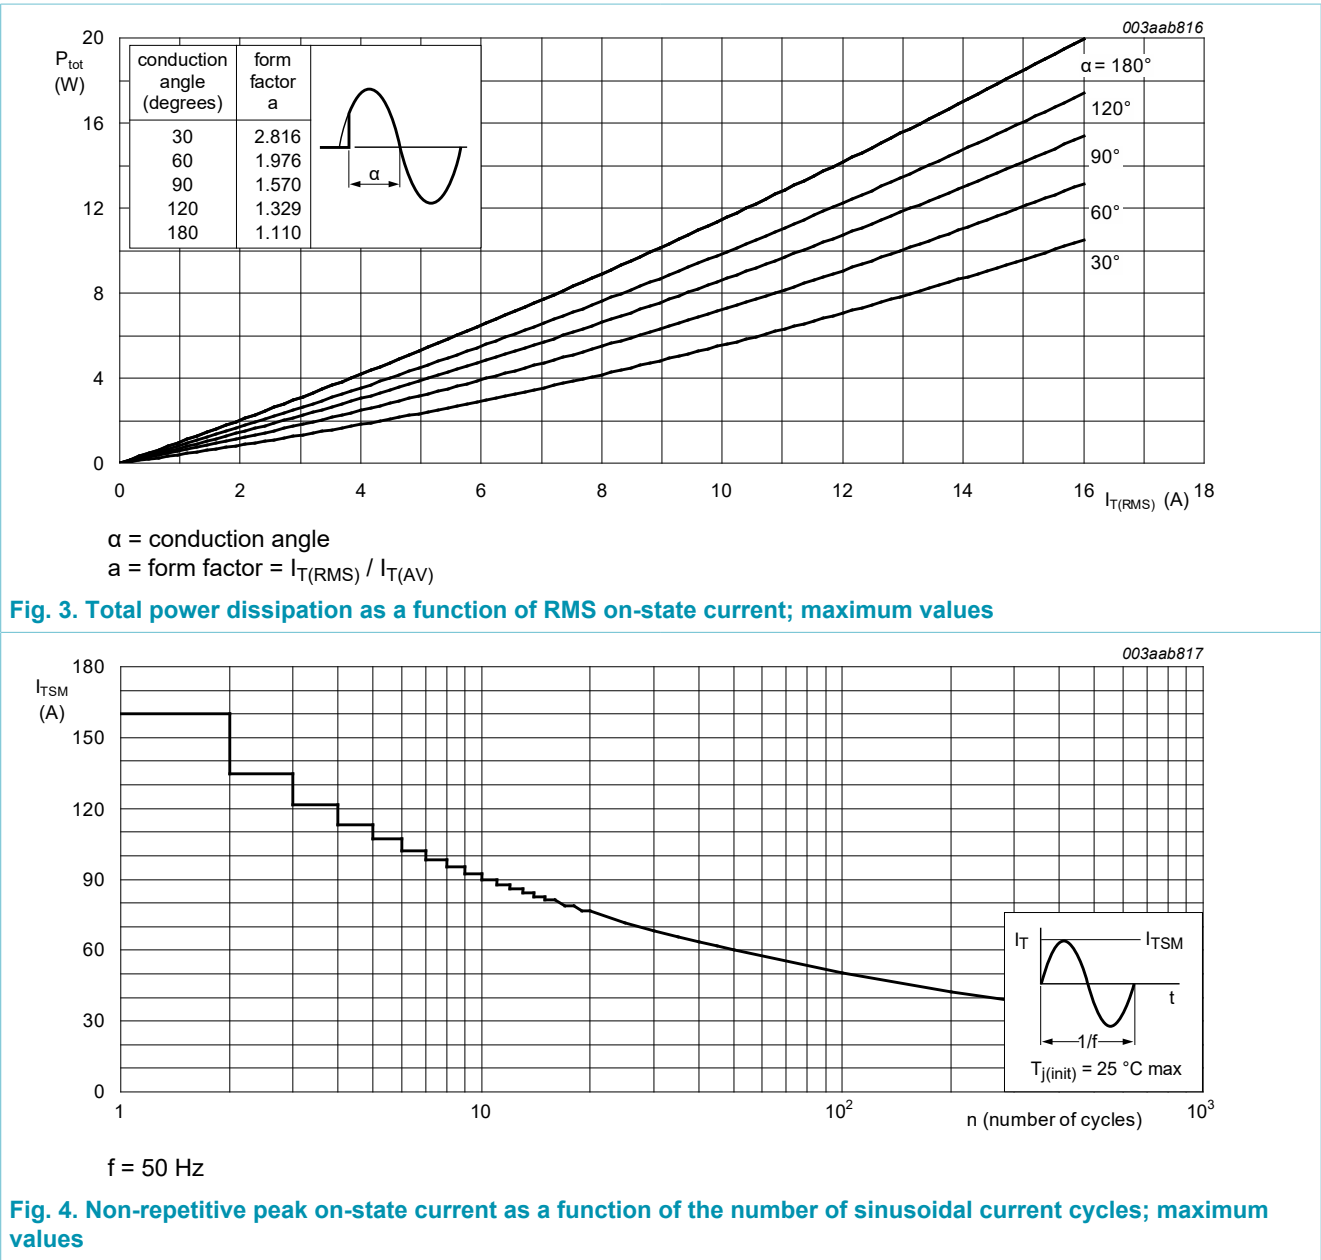 003aab816
Ptot
(W)
20
16
12
8
4
0
conduction angle (degrees) form factor a
30 2.816
60 1.976
90 1.570
120 1.329
180 1.110
α
α = 180°
120°
90°
60°
30°
0 2 4 6 8 10 12 14 16 18
IT(RMS) (A)
α = conduction angle
a = form factor = IT(RMS) / IT(AV)
Fig. 3. Total power dissipation as a function of RMS on-state current; maximum values
003aab817
ITSM
(A)
180
150
120
90
60
30
0
IT
ITSM
t
1/f
Tj(init) = 25 °C max
1 10 10² 10³
n (number of cycles)
f = 50 Hz
Fig. 4. Non-repetitive peak on-state current as a function of the number of sinusoidal current cycles; maximum
values